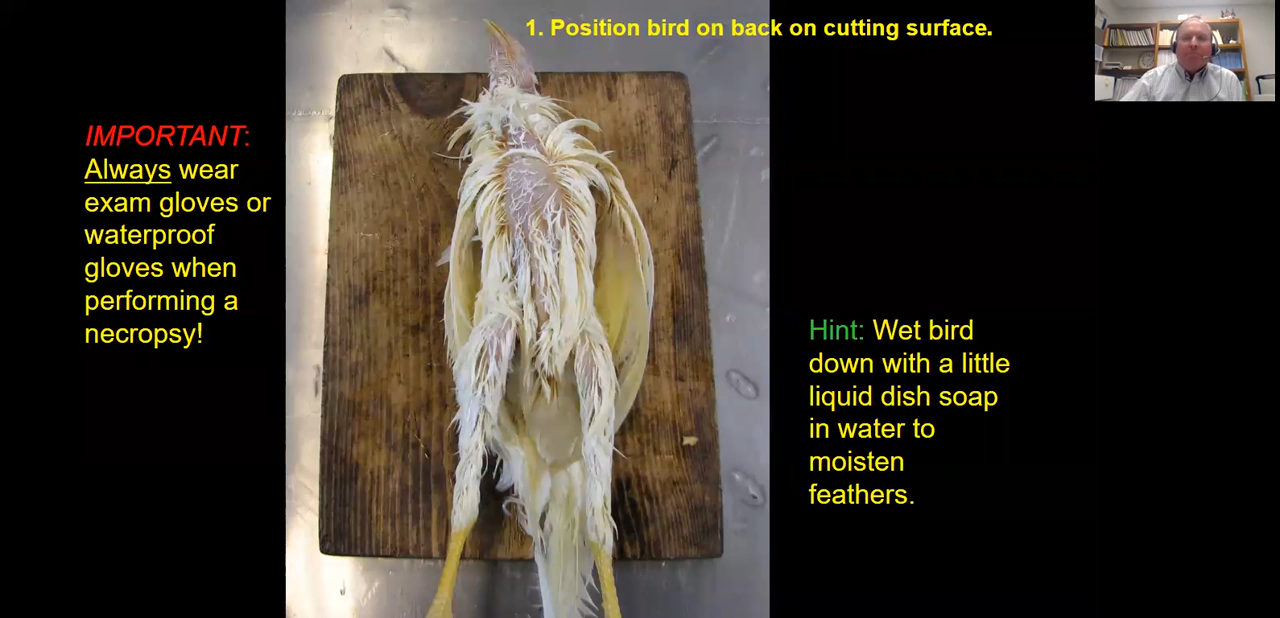 1. Position bird on back on cutting surface.
IMPORTANT:
Always wear
exam gloves or
waterproof
gloves when
performing a
necropsy!
Hint: Wet bird
down with a little
liquid dish soap
in water to
moisten
feathers.